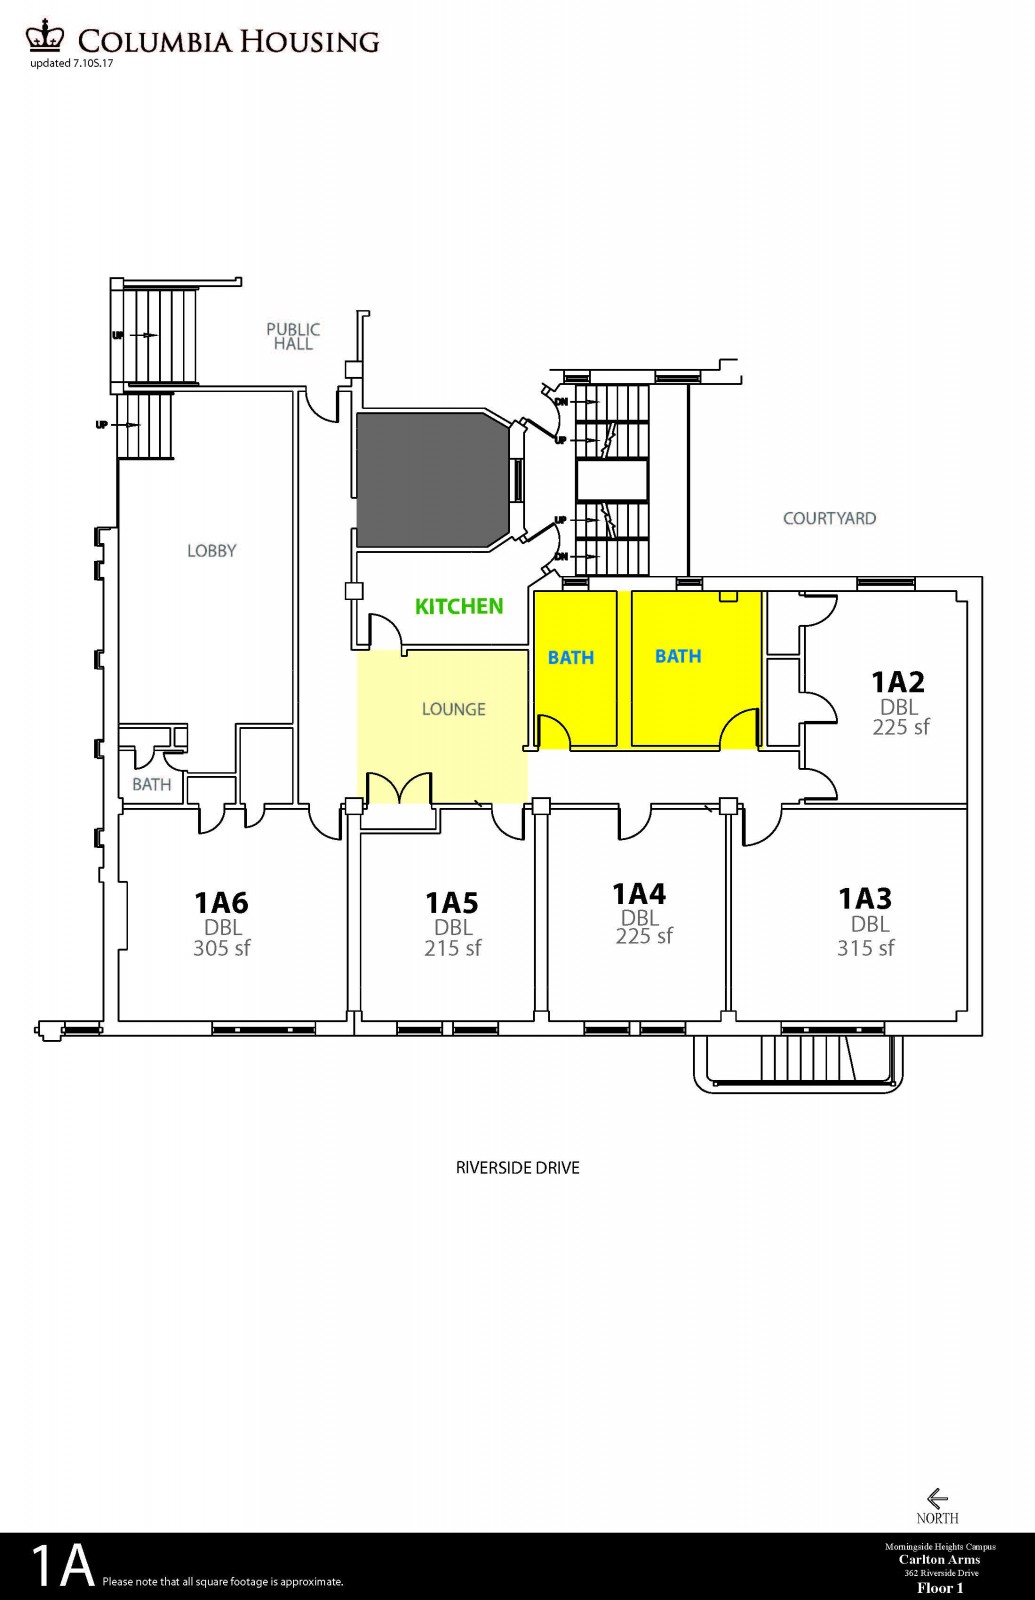 COLUMBIA HOUSING
updated 7.10S.17
PUBLIC
HALL
UP
UP
DN
UP
UP
DN
LOBBY
COURTYARD
KITCHEN
BATH
BATH
LOUNGE
1A2
DBL
225 sf
BATH
1A6
DBL
305 sf
1A5
DBL
215 sf
1A4
DBL
225 sf
1A3
DBL
315 sf
RIVERSIDE DRIVE
NORTH
1A
Please note that all square footage is approximate.
Morningside Heights Campus
Carlton Arms
362 Riverside Drive
Floor 1